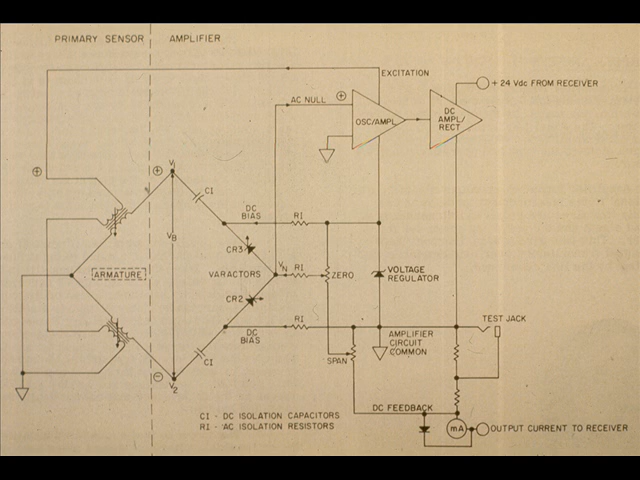 PRIMARY SENSOR
AMPLIFIER
EXCITATION
+ 24 Vdc FROM RECEIVER
AC NULL
+
OSC/AMPL
DC
AMPL/
RECT
+
+
V1
CI
DC
BIAS
RI
VB
CR3
VARACTORS
VN
RI
ZERO
VOLTAGE
REGULATOR
ARMATURE
CR2
DC
BIAS
RI
TEST JACK
AMPLIFIER
CIRCUIT
COMMON
CI
SPAN
−
V2
DC FEEDBACK
CI - DC ISOLATION CAPACITORS
RI - AC ISOLATION RESISTORS
mA
OUTPUT CURRENT TO RECEIVER